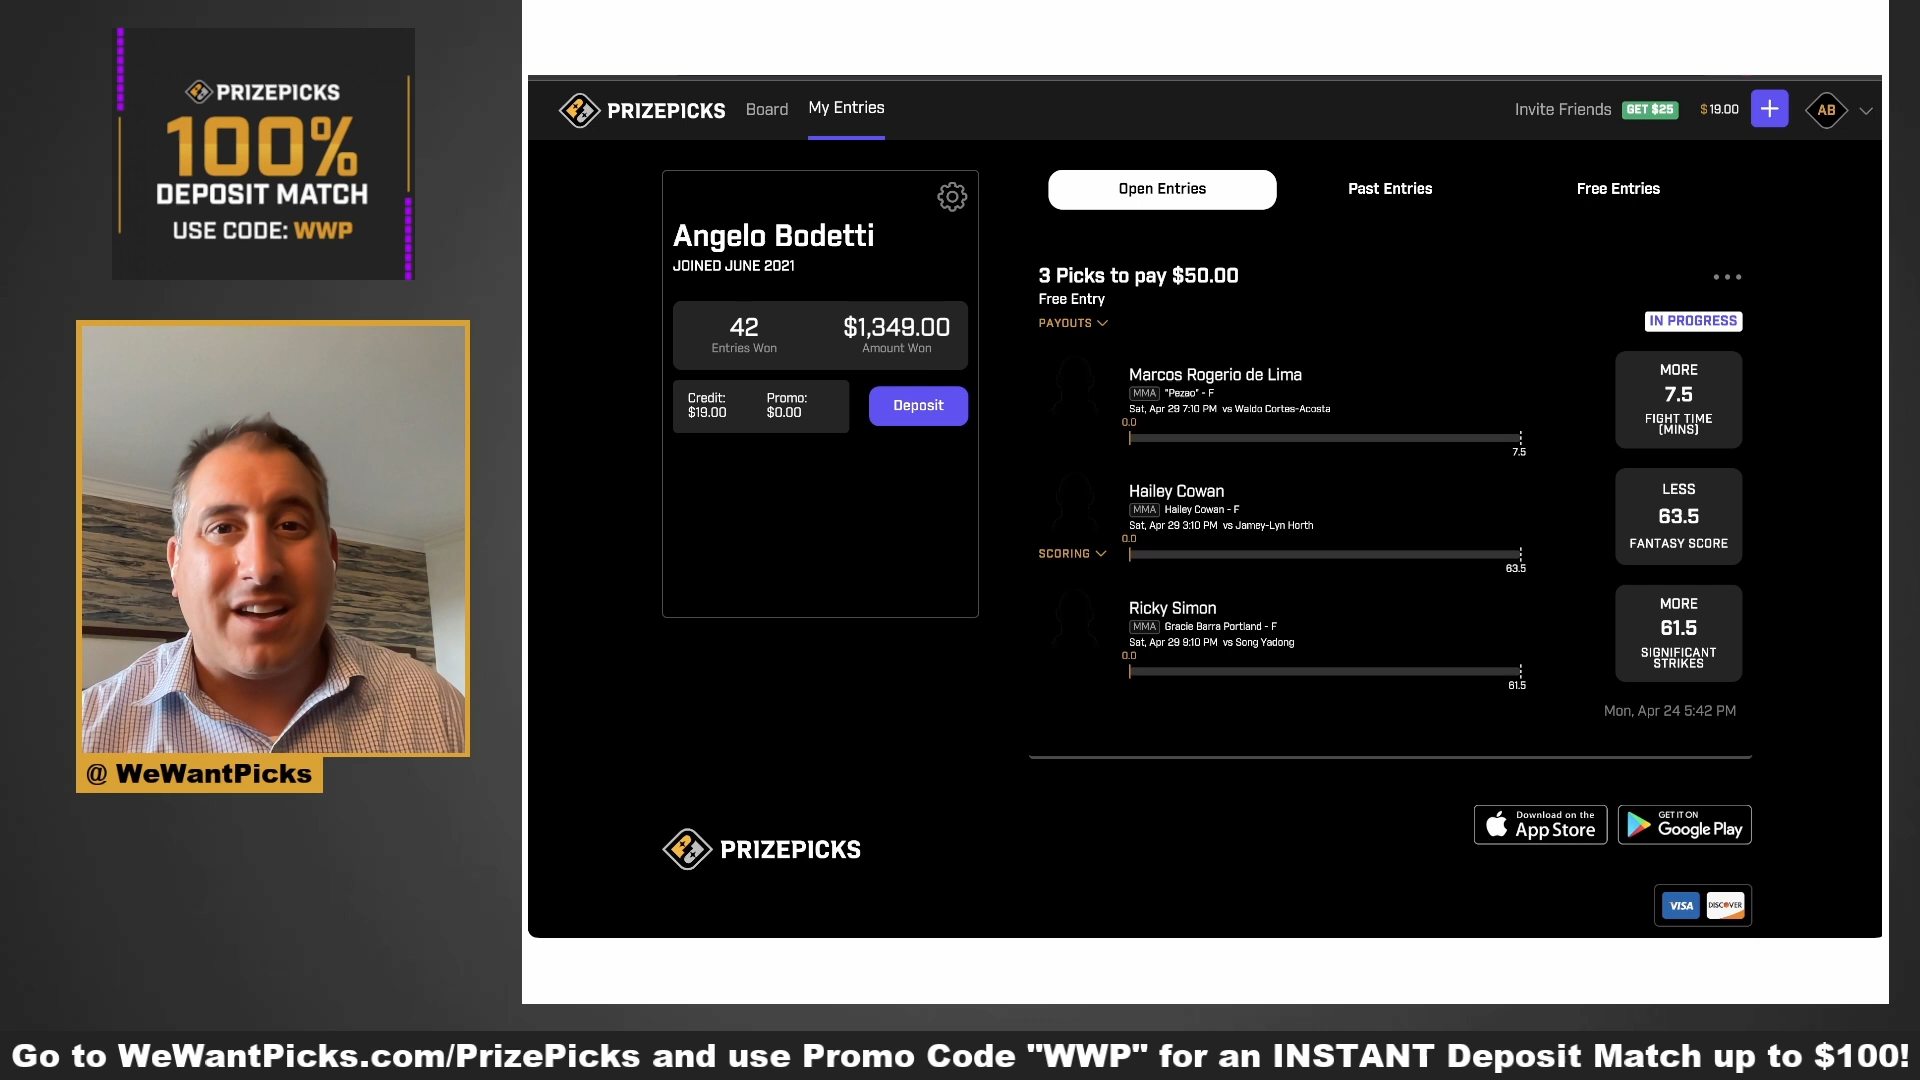 PRIZEPICKS
100%
DEPOSIT MATCH
USE CODE: WWP
@ WeWantPicks
PRIZEPICKS Board My Entries Invite Friends GET $25 $19.00 + AB
Angelo Bodetti
JOINED JUNE 2021
42 $1,349.00
Entries Won Amount Won
Credit: Promo:
$19.00 $0.00
Deposit
Open Entries Past Entries Free Entries
3 Picks to pay $50.00
Free Entry
PAYOUTS
IN PROGRESS
Marcos Rogerio de Lima
MMA "Pezao" - F
Sat, Apr 29 7:10 PM vs Waldo Cortes-Acosta
0.0
7.5
MORE
7.5
FIGHT TIME
(MINS)
Hailey Cowan
MMA Hailey Cowan - F
Sat, Apr 29 3:10 PM vs Jamey-Lyn Horth
0.0
SCORING
63.5
LESS
63.5
FANTASY SCORE
Ricky Simon
MMA Gracie Barra Portland - F
Sat, Apr 29 9:10 PM vs Song Yadong
0.0
61.5
MORE
61.5
SIGNIFICANT
STRIKES
Mon, Apr 24 5:42 PM
PRIZEPICKS
Download on the
App Store
GET IT ON
Google Play
VISA DISCOVER
Go to WeWantPicks.com/PrizePicks and use Promo Code "WWP" for an INSTANT Deposit Match up to $100!